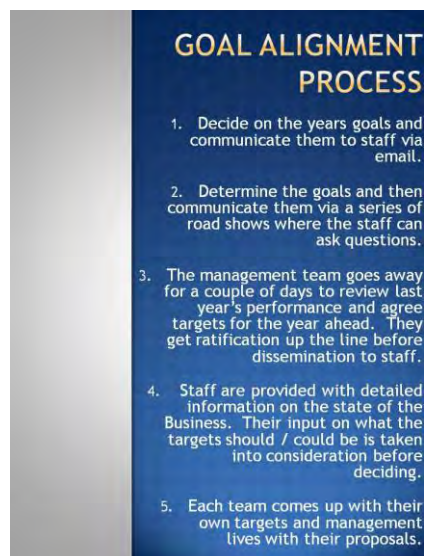 GOAL ALIGNMENT
PROCESS
1. Decide on the years goals and
communicate them to staff via
email.
2. Determine the goals and then
communicate them via a series of
road shows where the staff can
ask questions.
3. The management team goes away
for a couple of days to review last
year's performance and agree
targets for the year ahead. They
get ratification up the line before
dissemination to staff.
4. Staff are provided with detailed
information on the state of the
Business. Their input on what the
targets should / could be is taken
into consideration before
deciding.
5. Each team comes up with their
own targets and management
lives with their proposals.